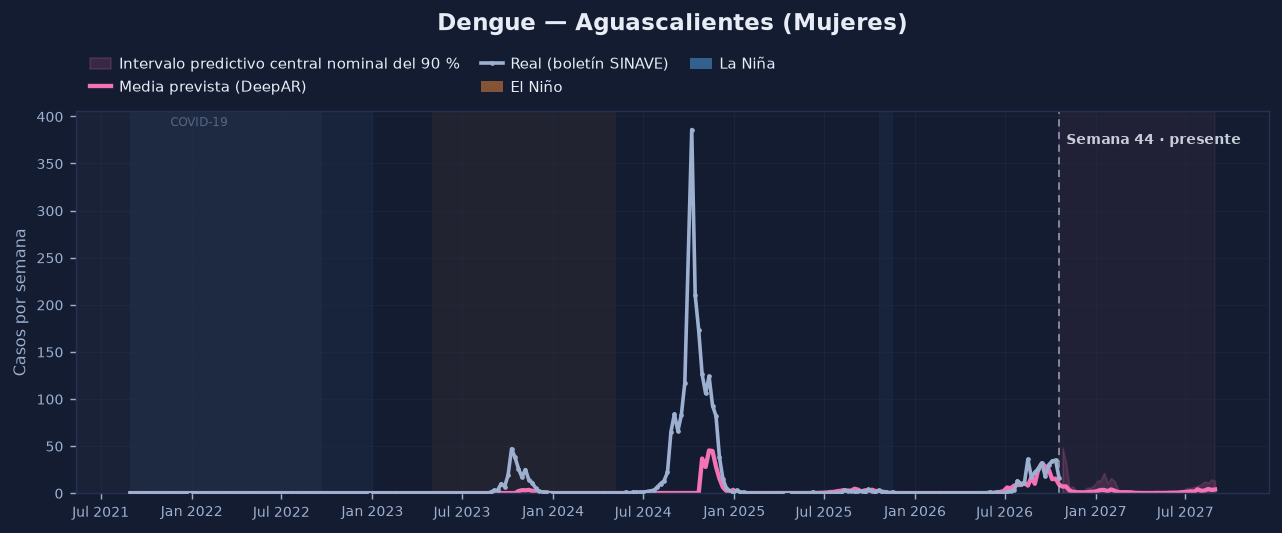 Dengue — Aguascalientes (Mujeres)
Intervalo predictivo central nominal del 90 %
Real (boletín SINAVE)
La Niña
Media prevista (DeepAR)
El Niño
COVID-19
Semana 44 · presente
Casos por semana
400
350
300
250
200
150
100
50
0
Jul 2021
Jan 2022
Jul 2022
Jan 2023
Jul 2023
Jan 2024
Jul 2024
Jan 2025
Jul 2025
Jan 2026
Jul 2026
Jan 2027
Jul 2027